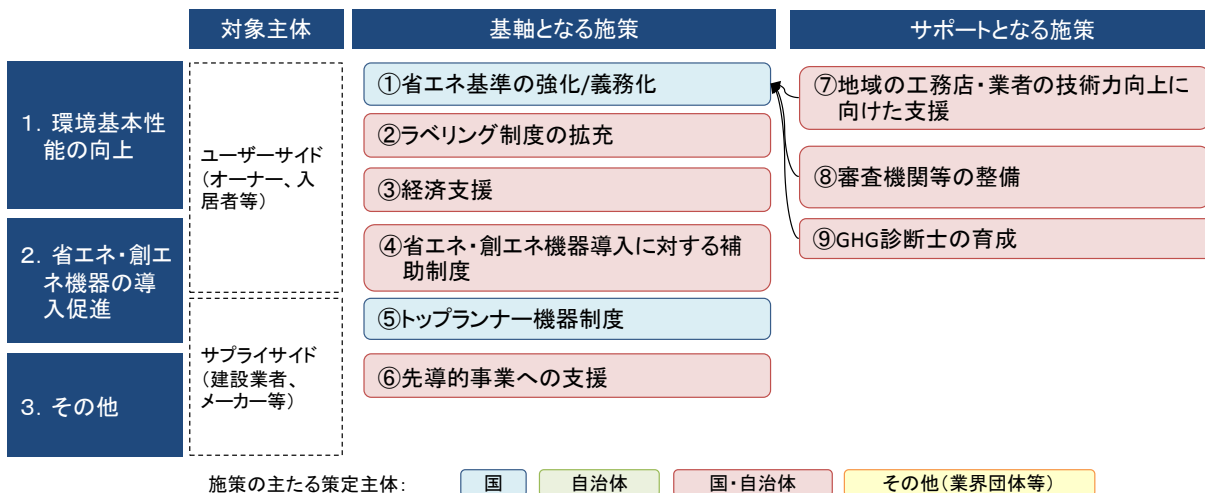 対象主体
基軸となる施策
サポートとなる施策
1. 環境基本性
能の向上
2. 省エネ・創エ
ネ機器の導
入促進
3. その他
ユーザーサイド
(オーナー、入
居者等)
サプライサイド
(建設業者、
メーカー等)
①省エネ基準の強化/義務化
②ラベリング制度の拡充
③経済支援
④省エネ・創エネ機器導入に対する補
助制度
⑤トップランナー機器制度
⑥先導的事業への支援
⑦地域の工務店・業者の技術力向上に
向けた支援
⑧審査機関等の整備
⑨GHG診断士の育成
施策の主たる策定主体:
国
自治体
国・自治体
その他(業界団体等)